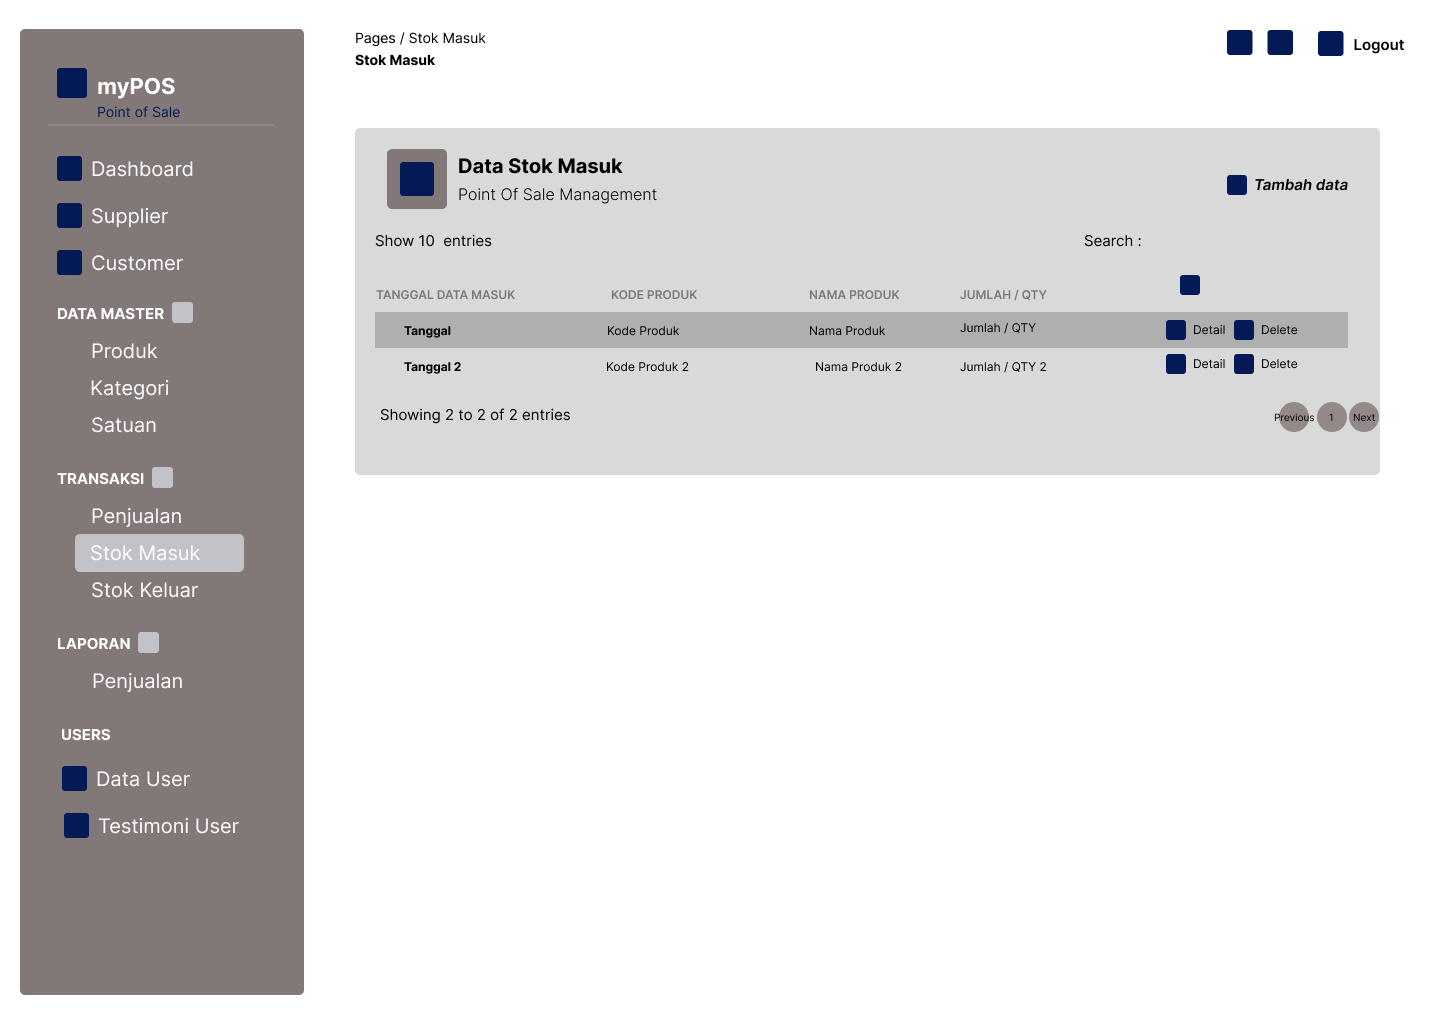 myPOS
Point of Sale
Dashboard
Supplier
Customer
DATA MASTER
Produk
Kategori
Satuan
TRANSAKSI
Penjualan
Stok Masuk
Stok Keluar
LAPORAN
Penjualan
USERS
Data User
Testimoni User
Pages / Stok Masuk
Stok Masuk
Logout
Data Stok Masuk
Point Of Sale Management
Tambah data
Show 10 entries
Search :
TANGGAL DATA MASUK KODE PRODUK NAMA PRODUK JUMLAH / QTY
Tanggal Kode Produk Nama Produk Jumlah / QTY Detail Delete
Tanggal 2 Kode Produk 2 Nama Produk 2 Jumlah / QTY 2 Detail Delete
Showing 2 to 2 of 2 entries
Previous 1 Next